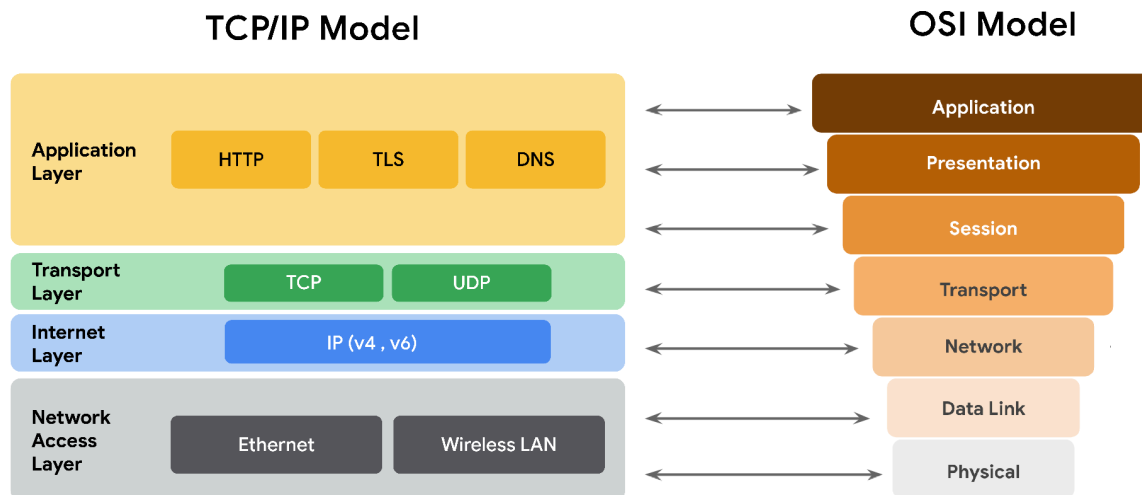 TCP/IP Model
OSI Model
Application
Layer
HTTP
TLS
DNS
Transport
Layer
TCP
UDP
Internet
Layer
IP (v4 , v6)
Network
Access
Layer
Ethernet
Wireless LAN
Application
Presentation
Session
Transport
Network
Data Link
Physical